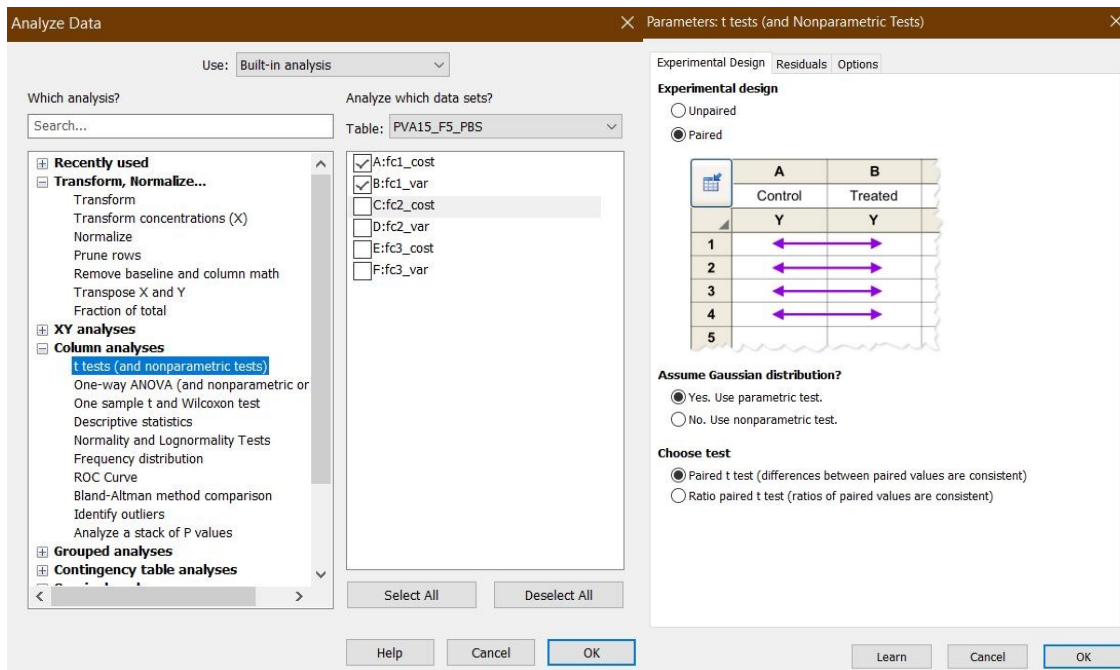 Analyze Data
Use: Built-in analysis
Which analysis?
Search...
Recently used
Transform, Normalize...
Transform
Transform concentrations (X)
Normalize
Prune rows
Remove baseline and column math
Transpose X and Y
Fraction of total
XY analyses
Column analyses
t tests (and nonparametric tests)
One-way ANOVA (and nonparametric or
One sample t and Wilcoxon test
Descriptive statistics
Normality and Lognormality Tests
Frequency distribution
ROC Curve
Bland-Altman method comparison
Identify outliers
Analyze a stack of P values
Grouped analyses
Contingency table analyses
Analyze which data sets?
Table: PVA15_F5_PBS
A:fc1_cost
B:fc1_var
C:fc2_cost
D:fc2_var
E:fc3_cost
F:fc3_var
Select All Deselect All
Help Cancel OK
Parameters: t tests (and Nonparametric Tests)
Experimental Design Residuals Options
Experimental design
Unpaired
Paired
A B
Control Treated
Y Y
1
2
3
4
5
Assume Gaussian distribution?
Yes. Use parametric test.
No. Use nonparametric test.
Choose test
Paired t test (differences between paired values are consistent)
Ratio paired t test (ratios of paired values are consistent)
Learn Cancel OK